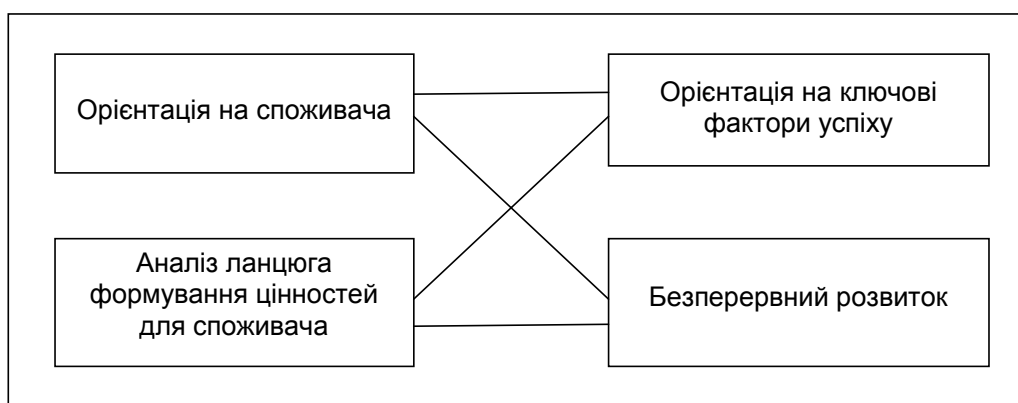 Орієнтація на споживача
Орієнтація на ключові
фактори успіху
Аналіз ланцюга
формування цінностей
для споживача
Безперервний розвиток